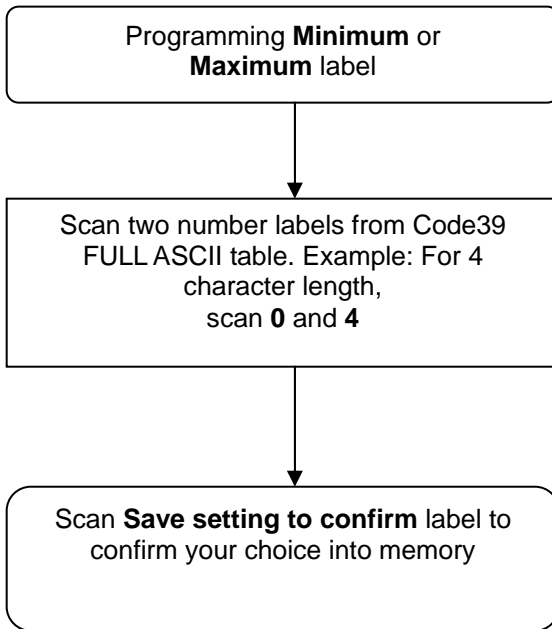 Programming Minimum or
Maximum label
Scan two number labels from Code39
FULL ASCII table. Example: For 4
character length,
scan 0 and 4
Scan Save setting to confirm label to
confirm your choice into memory